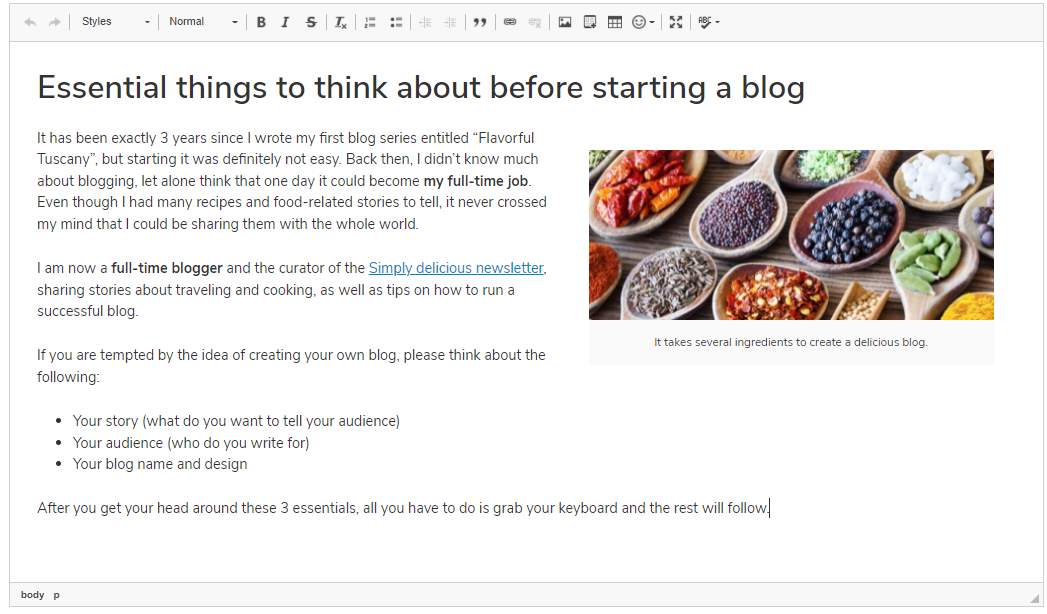 Styles
Normal
B I S Tx
ABC
Essential things to think about before starting a blog
It has been exactly 3 years since I wrote my first blog series entitled “Flavorful
Tuscany”, but starting it was definitely not easy. Back then, I didn’t know much
about blogging, let alone think that one day it could become my full-time job.
Even though I had many recipes and food-related stories to tell, it never crossed
my mind that I could be sharing them with the whole world.
I am now a full-time blogger and the curator of the Simply delicious newsletter,
sharing stories about traveling and cooking, as well as tips on how to run a
successful blog.
If you are tempted by the idea of creating your own blog, please think about the
following:
• Your story (what do you want to tell your audience)
• Your audience (who do you write for)
• Your blog name and design
After you get your head around these 3 essentials, all you have to do is grab your keyboard and the rest will follow.
It takes several ingredients to create a delicious blog.
body p